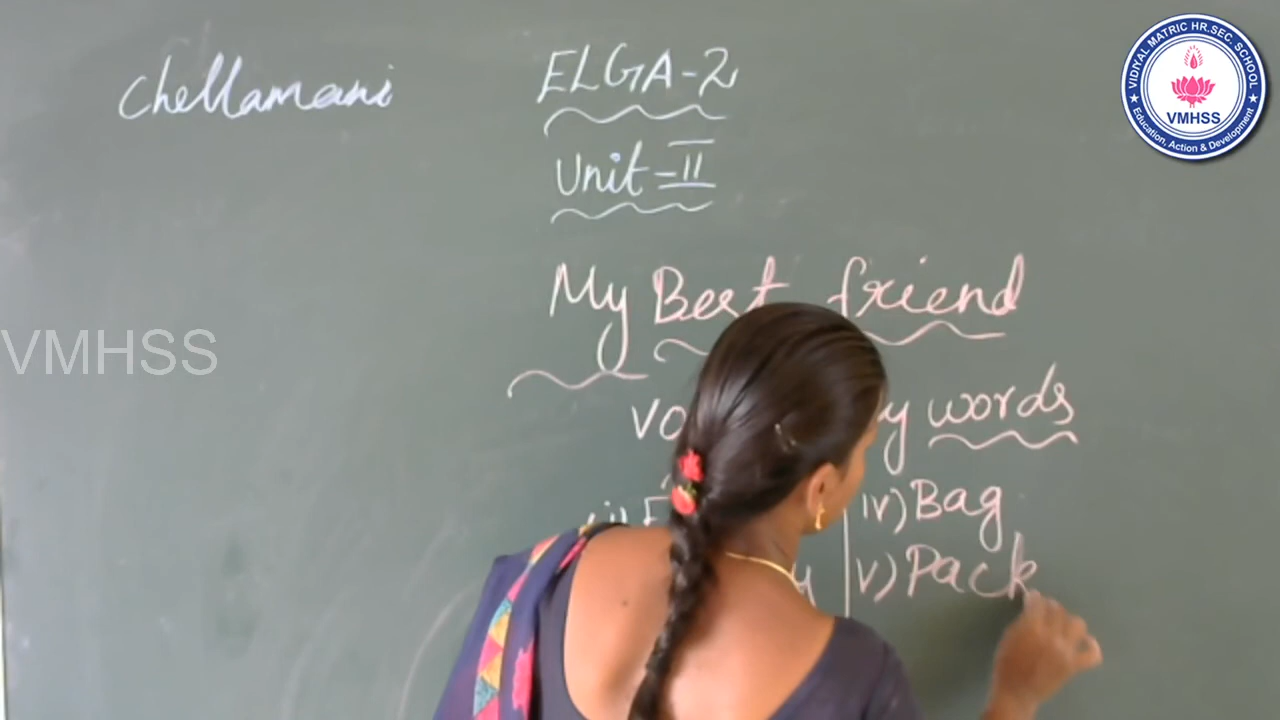 Chellamani
ELGA-2
Unit-II
My Best friend
words
iv) Bag
v) Pack
VMHSS
VIDIYAL MATRIC HR.SEC. SCHOOL
VMHSS
Education, Action & Development